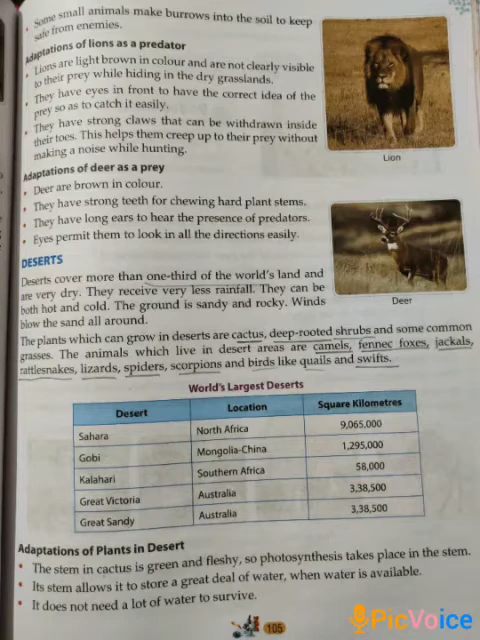 • Some small animals make burrows into the soil to keep
safe from enemies.
Adaptations of lions as a predator
• Lions are light brown in colour and are not clearly visible
to their prey while hiding in the dry grasslands.
• They have eyes in front to have the correct idea of the
prey so as to catch it easily.
• They have strong claws that can be withdrawn inside
their toes. This helps them creep up to their prey without
making a noise while hunting.
Lion
Adaptations of deer as a prey
• Deer are brown in colour.
• They have strong teeth for chewing hard plant stems.
• They have long ears to hear the presence of predators.
• Eyes permit them to look in all the directions easily.
Deer
DESERTS
Deserts cover more than one-third of the world's land and
are very dry. They receive very less rainfall. They can be
both hot and cold. The ground is sandy and rocky. Winds
blow the sand all around.
The plants which can grow in deserts are cactus, deep-rooted shrubs and some common
grasses. The animals which live in desert areas are camels, fennec foxes, jackals,
rattlesnakes, lizards, spiders, scorpions and birds like quails and swifts.
World's Largest Deserts
Desert Location Square Kilometres
Sahara North Africa 9,065,000
Gobi Mongolia-China 1,295,000
Kalahari Southern Africa 58,000
Great Victoria Australia 3,38,500
Great Sandy Australia 3,38,500
Adaptations of Plants in Desert
• The stem in cactus is green and fleshy, so photosynthesis takes place in the stem.
• Its stem allows it to store a great deal of water, when water is available.
• It does not need a lot of water to survive.
105
PicVoice